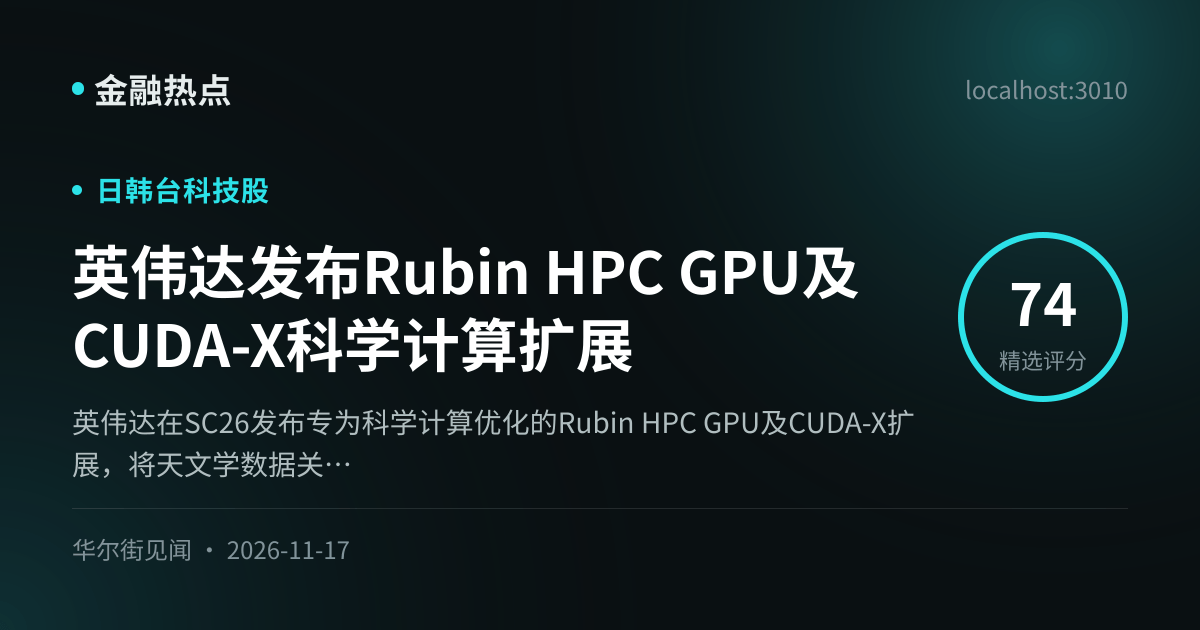 金融热点
localhost:3010
日韩台科技股
英伟达发布Rubin HPC GPU及
CUDA-X科学计算扩展
74
精选评分
英伟达在SC26发布专为科学计算优化的Rubin HPC GPU及CUDA-X扩
展，将天文学数据关…
华尔街见闻 · 2026-11-17